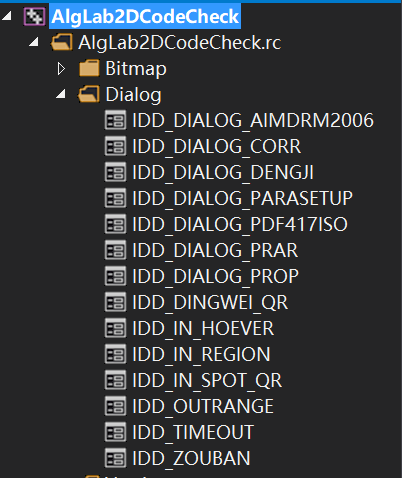 AlgLab2DCodeCheck
AlgLab2DCodeCheck.rc
Bitmap
Dialog
IDD_DIALOG_AIMDRM2006
IDD_DIALOG_CORR
IDD_DIALOG_DENGJI
IDD_DIALOG_PARASETUP
IDD_DIALOG_PDF417ISO
IDD_DIALOG_PRAR
IDD_DIALOG_PROP
IDD_DINGWEI_QR
IDD_IN_HOEVER
IDD_IN_REGION
IDD_IN_SPOT_QR
IDD_OUTRANGE
IDD_TIMEOUT
IDD_ZOUBAN